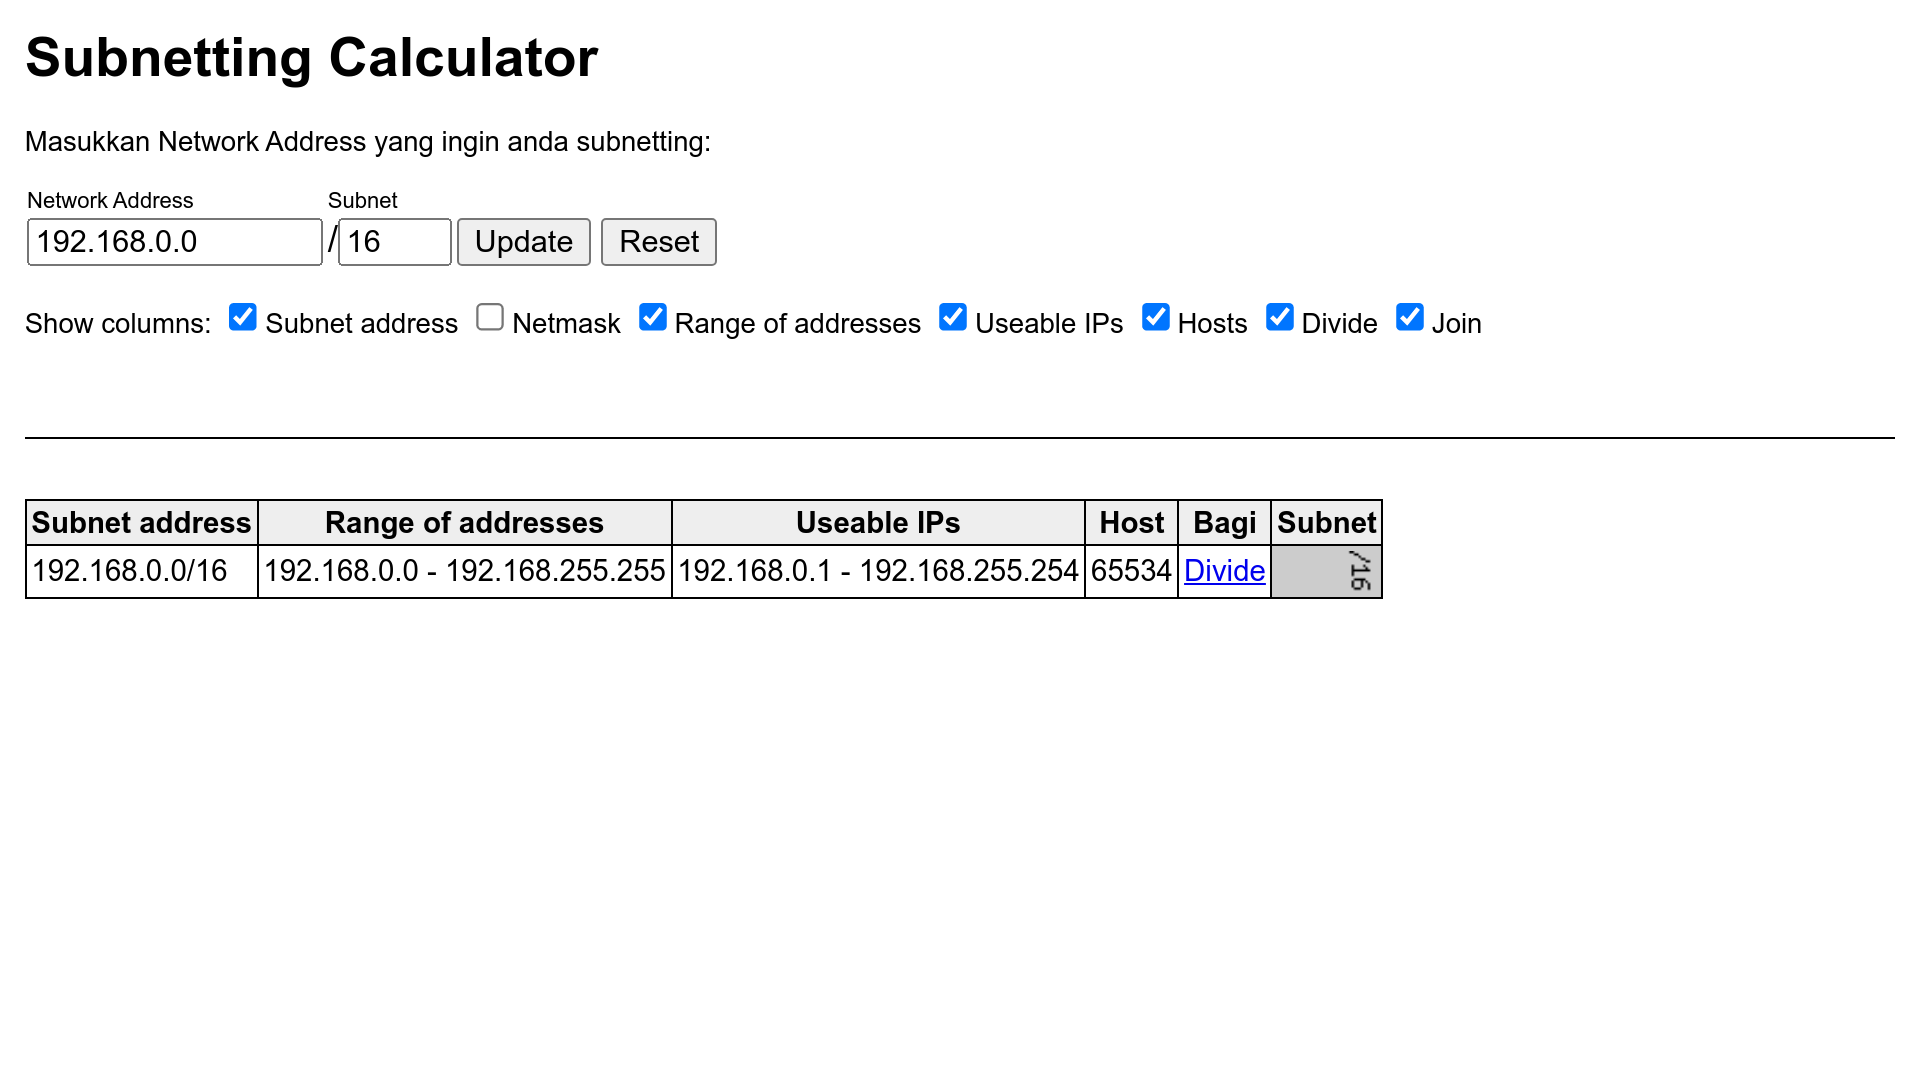 Subnetting Calculator
Masukkan Network Address yang ingin anda subnetting:
Network Address Subnet
192.168.0.0 / 16 Update Reset
Show columns: Subnet address Netmask Range of addresses Useable IPs Hosts Divide Join
Subnet address Range of addresses Useable IPs Host Bagi Subnet
192.168.0.0/16 192.168.0.0 - 192.168.255.255 192.168.0.1 - 192.168.255.254 65534 Divide /16